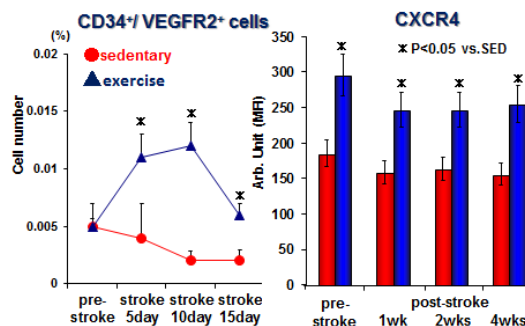 CD34⁺/ VEGFR2⁺ cells
(%)
sedentary
exercise
Cell number
0.02
0.015
0.01
0.005
0
pre-
stroke
stroke
5day
stroke
10day
stroke
15day
CXCR4
P<0.05 vs.SED
Arb. Unit (MFI)
350
300
250
200
150
100
50
0
pre-
stroke
post-stroke
1wk
2wks
4wks